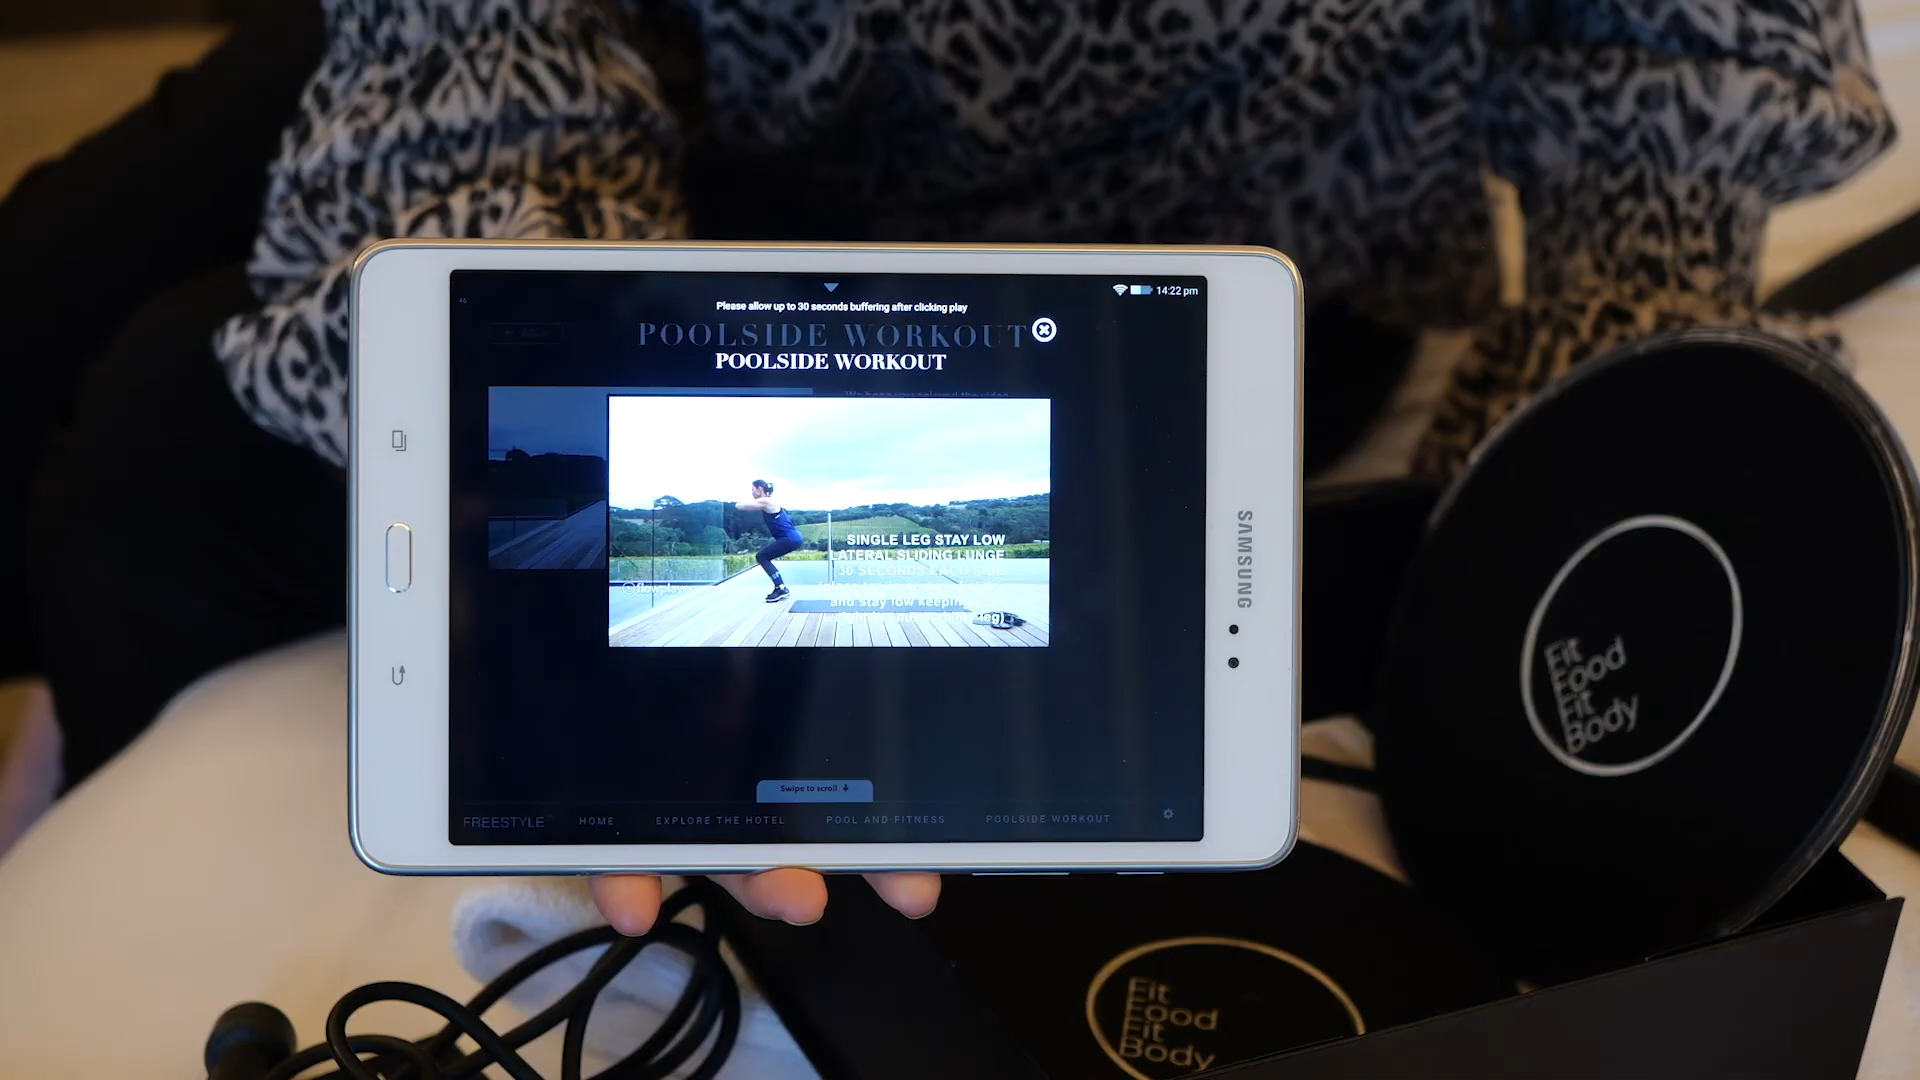 14:22 pm
Please allow up to 30 seconds buffering after clicking play
POOLSIDE WORKOUT
POOLSIDE WORKOUT
SINGLE LEG STAY LOW
LATERAL SLIDING LUNGE
30 SECONDS EACH SIDE
and stay low keeping
leg)
flowplayer
Swipe to scroll
FREESTYLE
HOME
EXPLORE THE HOTEL
POOL AND FITNESS
POOLSIDE WORKOUT
SAMSUNG
Fit
Food
Fit
Body
Fit
Food
Fit
Body